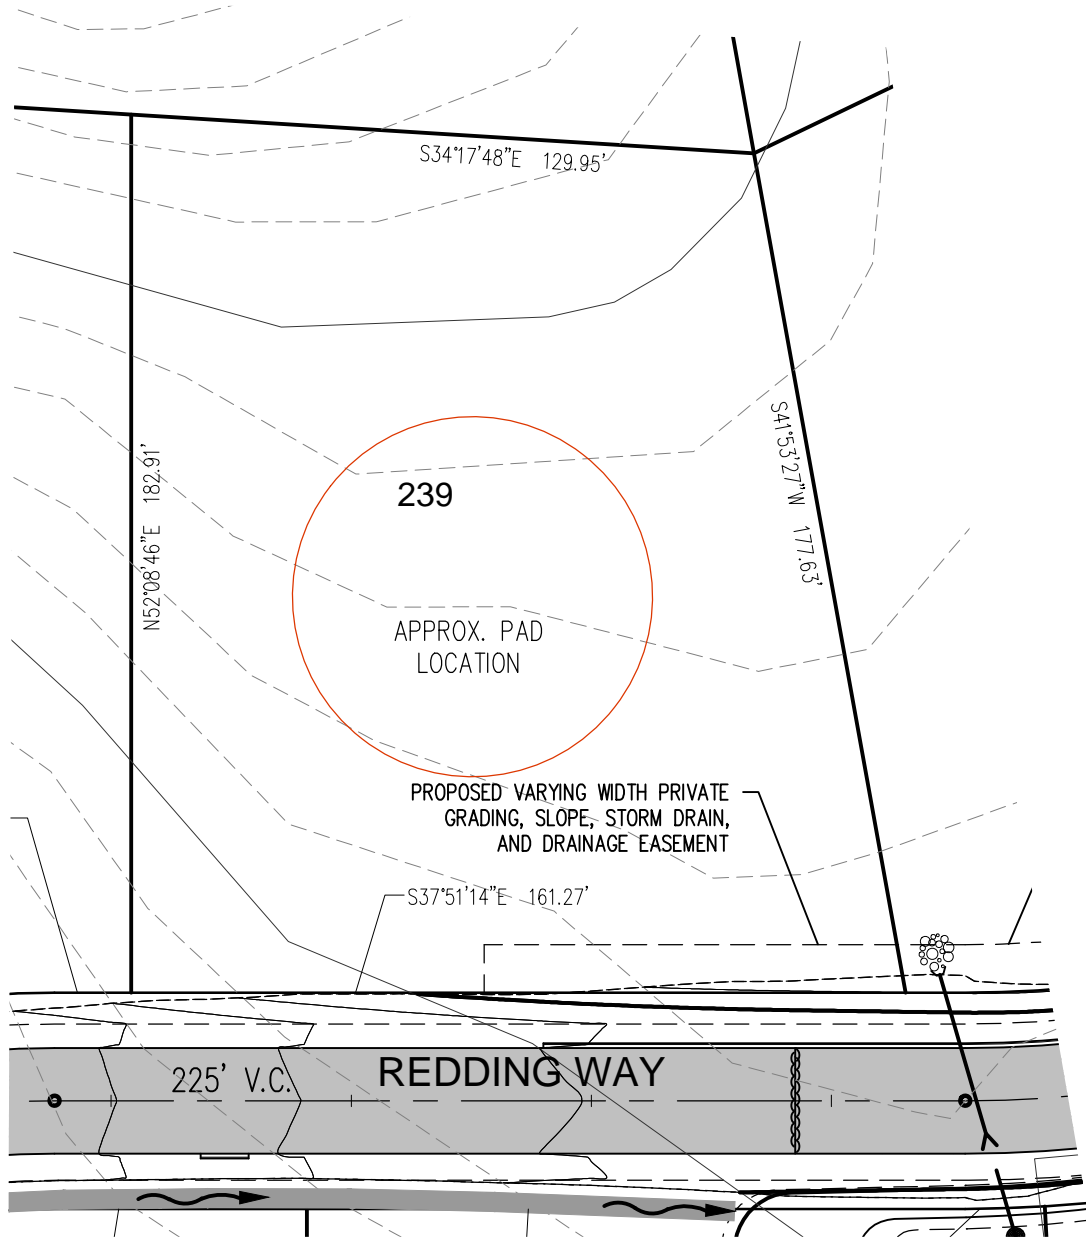 S34°17'48"E 129.95'
S41°53'27"W 177.63'
N52°08'46"E 182.91'
239
APPROX. PAD
LOCATION
PROPOSED VARYING WIDTH PRIVATE
GRADING, SLOPE, STORM DRAIN,
AND DRAINAGE EASEMENT
S37°51'14"E 161.27'
225' V.C.
REDDING WAY